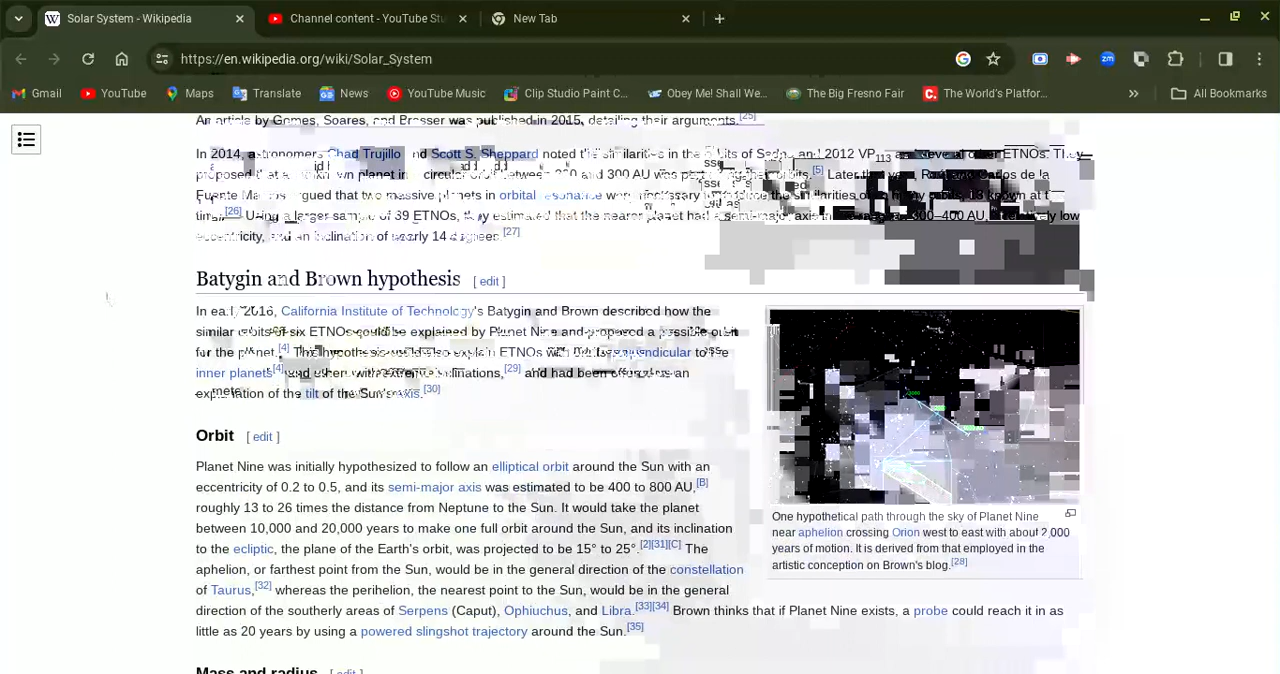 Solar System - Wikipedia
Channel content - YouTube Stu
New Tab
https://en.wikipedia.org/wiki/Solar_System
Gmail YouTube Maps Translate News YouTube Music Clip Studio Paint C... Obey Me! Shall We... The Big Fresno Fair The World's Platfor... All Bookmarks
An article by Gomes, Soares, and Brasser was published in 2015, detailing their arguments.[25]
In 2014, astronomers Chad Trujillo and Scott S. Sheppard noted the similarities in the orbits of Sedna and 2012 VP113 and several other ETNOs. They
proposed that an unknown planet in circular orbit between 200 and 300 AU was perturbing their orbits.[5] Later that year, de la
Fuente argued that two massive planets in orbital resonance were necessary to the similarities of many orbits, 13 known at
time.[26] Using a larger sample of 39 ETNOs, they estimated that the nearer planet had a semi-major axis in 300–400 AU, a relatively low
eccentricity, and an inclination of nearly 14 degrees.[27]
Batygin and Brown hypothesis [ edit ]
In early 2016, California Institute of Technology's Batygin and Brown described how the
similar orbits of six ETNOs could be explained by Planet Nine and proposed a possible orbit
for the planet.[4] This hypothesis could also explain ETNOs with orbits perpendicular to the
inner planets[4] and others with extreme inclinations,[29] and had been offered as an
explanation of the tilt of the Sun's axis.[30]
One hypothetical path through the sky of Planet Nine
near aphelion crossing Orion west to east with about 2,000
years of motion. It is derived from that employed in the
artistic conception on Brown's blog.[28]
Orbit [ edit ]
Planet Nine was initially hypothesized to follow an elliptical orbit around the Sun with an
eccentricity of 0.2 to 0.5, and its semi-major axis was estimated to be 400 to 800 AU,[B]
roughly 13 to 26 times the distance from Neptune to the Sun. It would take the planet
between 10,000 and 20,000 years to make one full orbit around the Sun, and its inclination
to the ecliptic, the plane of the Earth's orbit, was projected to be 15° to 25°.[2][31][C] The
aphelion, or farthest point from the Sun, would be in the general direction of the constellation
of Taurus,[32] whereas the perihelion, the nearest point to the Sun, would be in the general
direction of the southerly areas of Serpens (Caput), Ophiuchus, and Libra.[33][34] Brown thinks that if Planet Nine exists, a probe could reach it in as
little as 20 years by using a powered slingshot trajectory around the Sun.[35]
Mass and radius [ edit ]